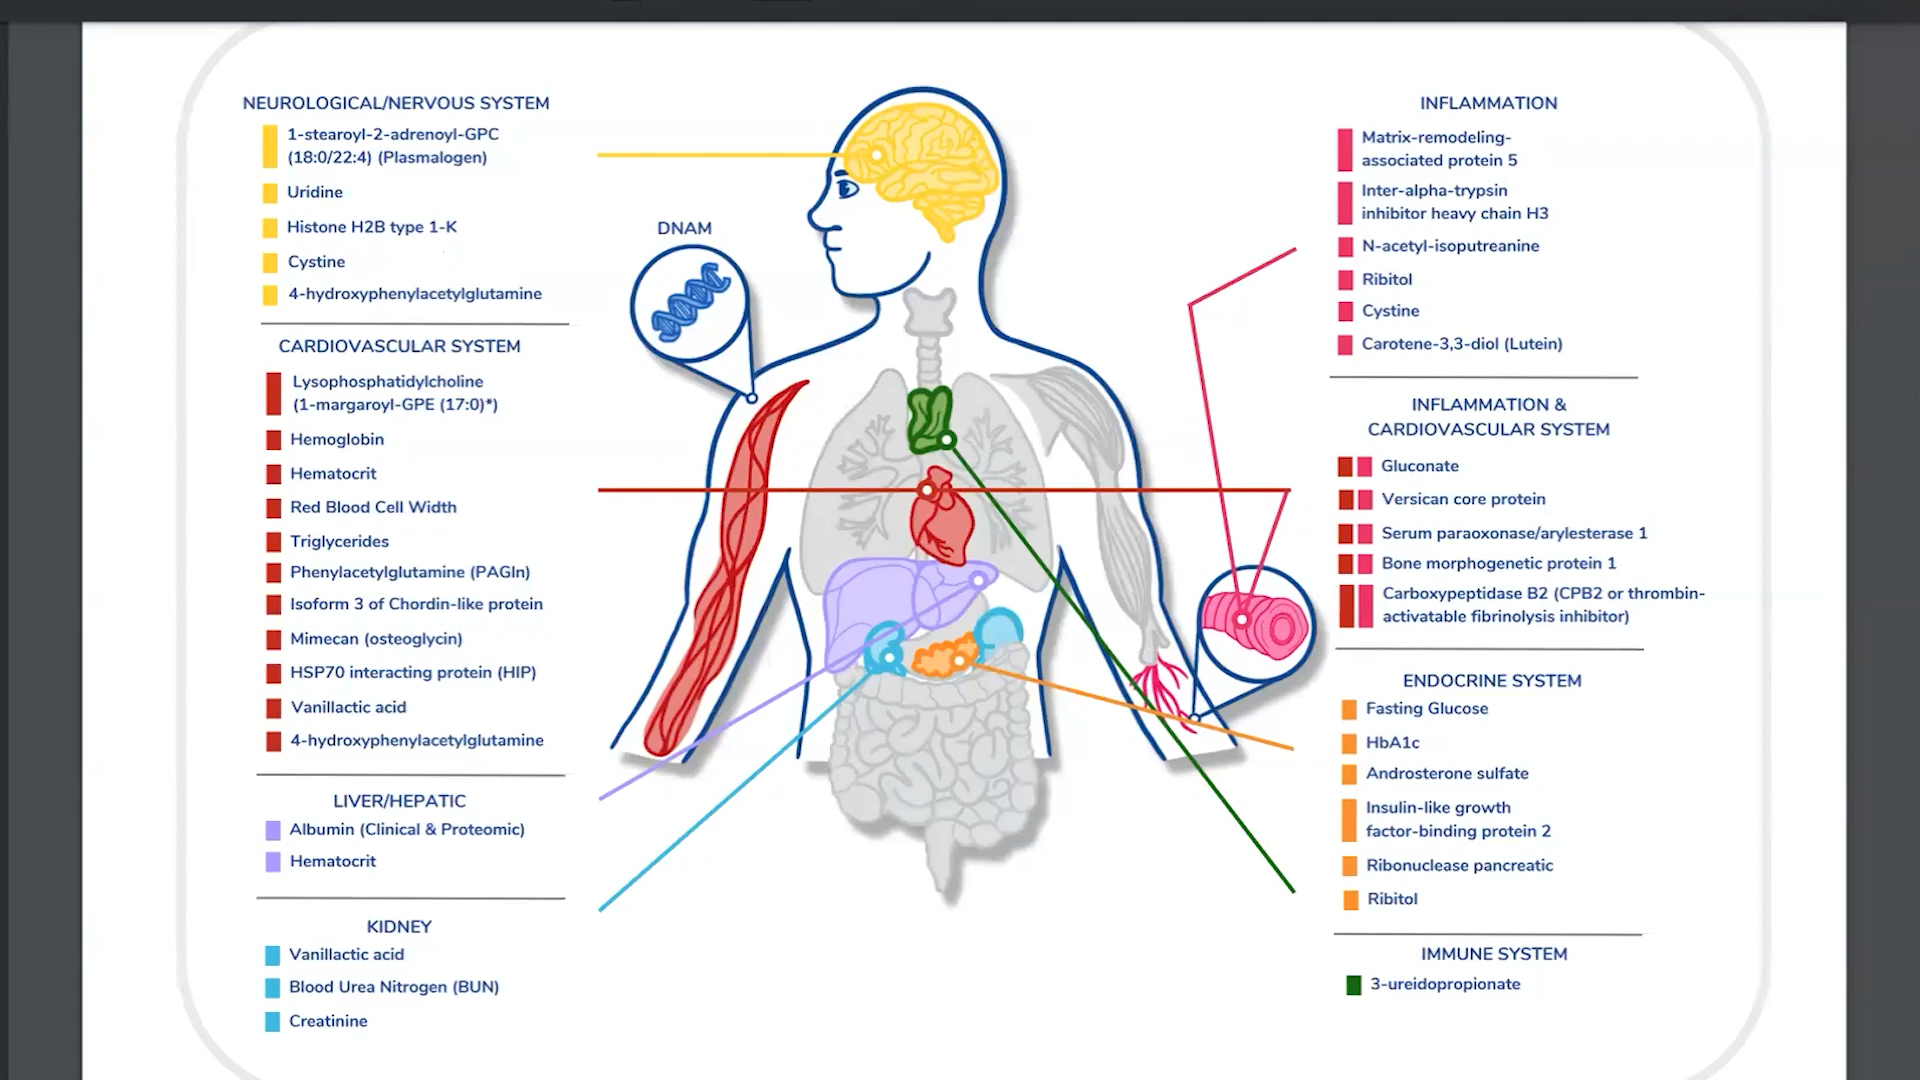 NEUROLOGICAL/NERVOUS SYSTEM
1-stearoyl-2-adrenoyl-GPC
(18:0/22:4) (Plasmalogen)
Uridine
Histone H2B type 1-K
Cystine
4-hydroxyphenylacetylglutamine
CARDIOVASCULAR SYSTEM
Lysophosphatidylcholine
(1-margaroyl-GPE (17:0)*)
Hemoglobin
Hematocrit
Red Blood Cell Width
Triglycerides
Phenylacetylglutamine (PAGln)
Isoform 3 of Chordin-like protein
Mimecan (osteoglycin)
HSP70 interacting protein (HIP)
Vanillactic acid
4-hydroxyphenylacetylglutamine
LIVER/HEPATIC
Albumin (Clinical & Proteomic)
Hematocrit
KIDNEY
Vanillactic acid
Blood Urea Nitrogen (BUN)
Creatinine
DNAM
INFLAMMATION
Matrix-remodeling-
associated protein 5
Inter-alpha-trypsin
inhibitor heavy chain H3
N-acetyl-isoputreanine
Ribitol
Cystine
Carotene-3,3-diol (Lutein)
INFLAMMATION &
CARDIOVASCULAR SYSTEM
Gluconate
Versican core protein
Serum paraoxonase/arylesterase 1
Bone morphogenetic protein 1
Carboxypeptidase B2 (CPB2 or thrombin-
activatable fibrinolysis inhibitor)
ENDOCRINE SYSTEM
Fasting Glucose
HbA1c
Androsterone sulfate
Insulin-like growth
factor-binding protein 2
Ribonuclease pancreatic
Ribitol
IMMUNE SYSTEM
3-ureidopropionate